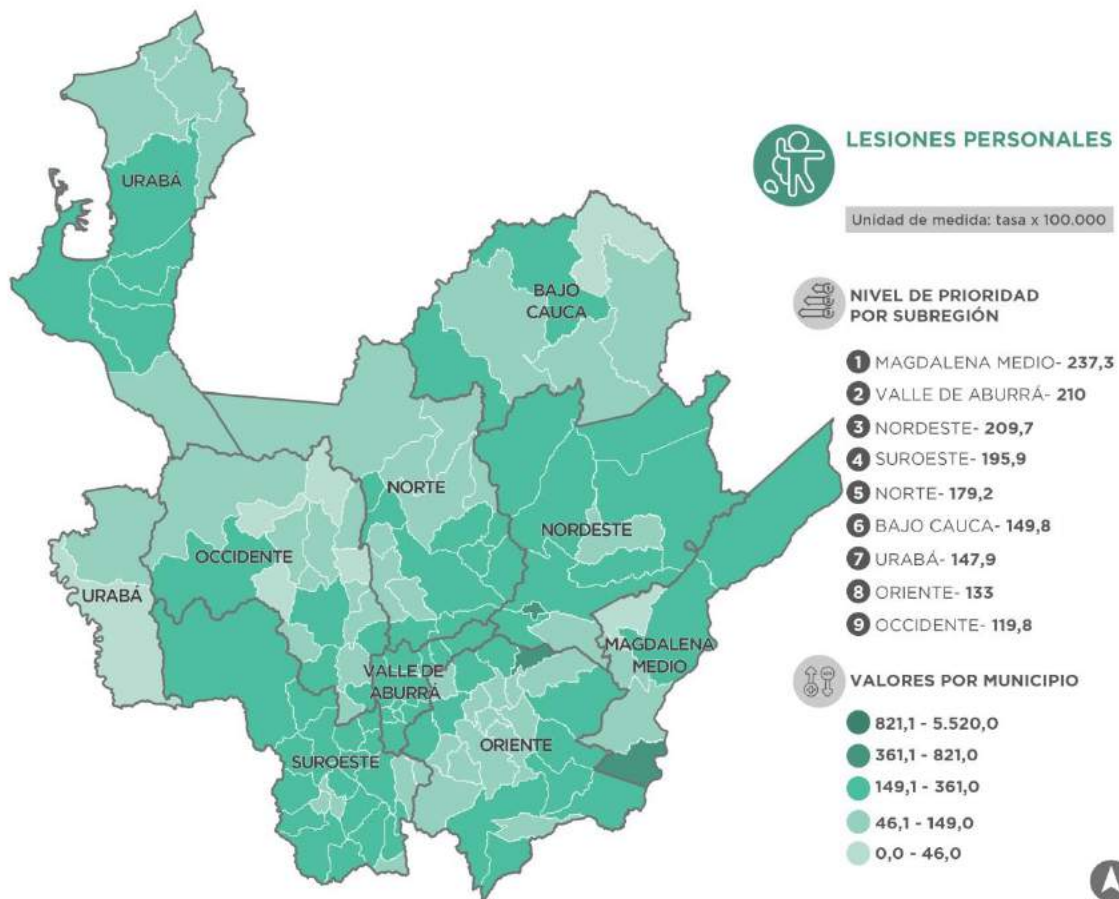 LESIONES PERSONALES
Unidad de medida: tasa x 100.000
NIVEL DE PRIORIDAD
POR SUBREGIÓN
1 MAGDALENA MEDIO- 237,3
2 VALLE DE ABURRÁ- 210
3 NORDESTE- 209,7
4 SUROESTE- 195,9
5 NORTE- 179,2
6 BAJO CAUCA- 149,8
7 URABÁ- 147,9
8 ORIENTE- 133
9 OCCIDENTE- 119,8
VALORES POR MUNICIPIO
821,1 - 5.520,0
361,1 - 821,0
149,1 - 361,0
46,1 - 149,0
0,0 - 46,0
URABÁ
BAJO
CAUCA
NORTE
NORDESTE
OCCIDENTE
URABÁ
MAGDALENA
MEDIO
VALLE DE
ABURRÁ
ORIENTE
SUROESTE